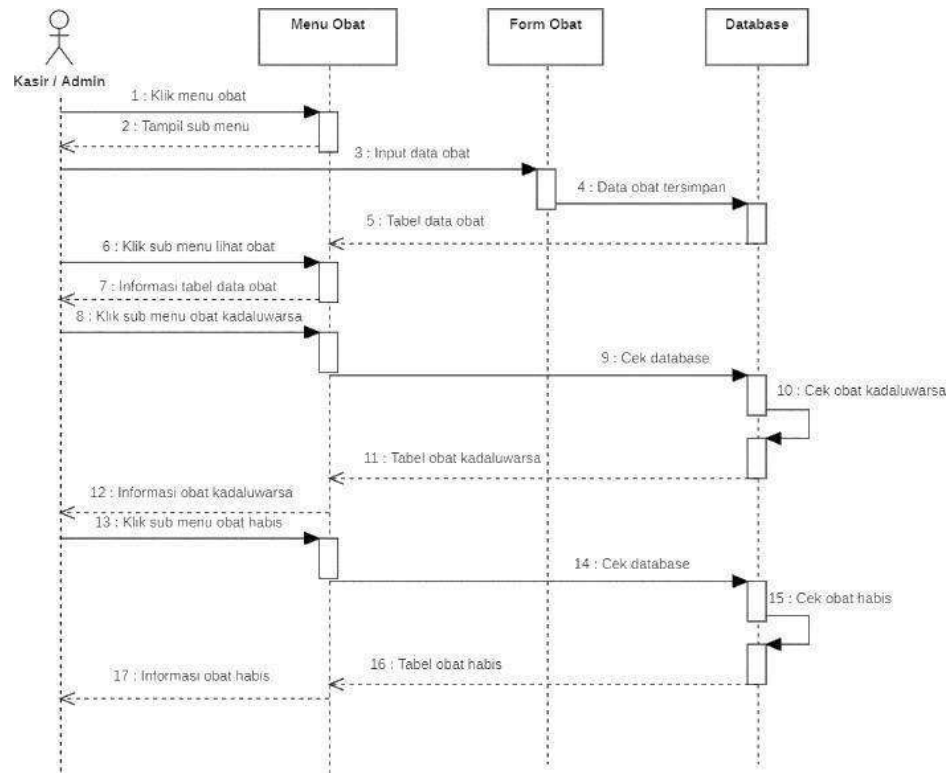 Menu Obat
Form Obat
Database
Kasir / Admin
1 : Klik menu obat
2 : Tampil sub menu
3 : Input data obat
4 : Data obat tersimpan
5 : Tabel data obat
6 : Klik sub menu lihat obat
7 : Informasi tabel data obat
8 : Klik sub menu obat kadaluwarsa
9 : Cek database
10 : Cek obat kadaluwarsa
11 : Tabel obat kadaluwarsa
12 : Informasi obat kadaluwarsa
13 : Klik sub menu obat habis
14 : Cek database
15 : Cek obat habis
16 : Tabel obat habis
17 : Informasi obat habis